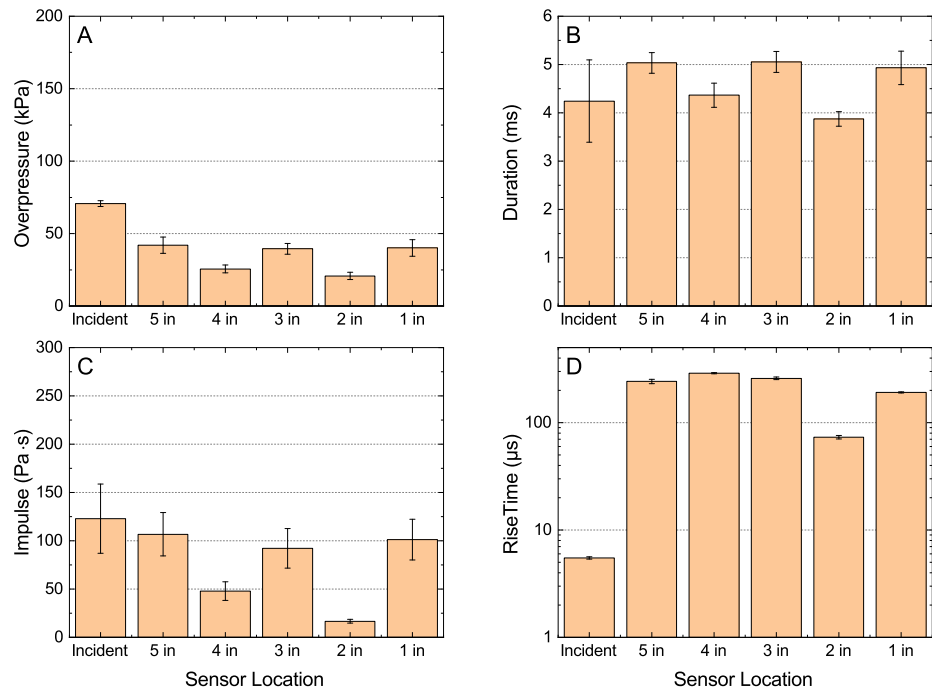 A
200
150
100
50
0
Overpressure (kPa)
Incident 5 in 4 in 3 in 2 in 1 in
B
6
5
4
3
2
1
0
Duration (ms)
Incident 5 in 4 in 3 in 2 in 1 in
C
300
250
200
150
100
50
0
Impulse (Pa·s)
Incident 5 in 4 in 3 in 2 in 1 in
Sensor Location
D
100
10
1
RiseTime (μs)
Incident 5 in 4 in 3 in 2 in 1 in
Sensor Location